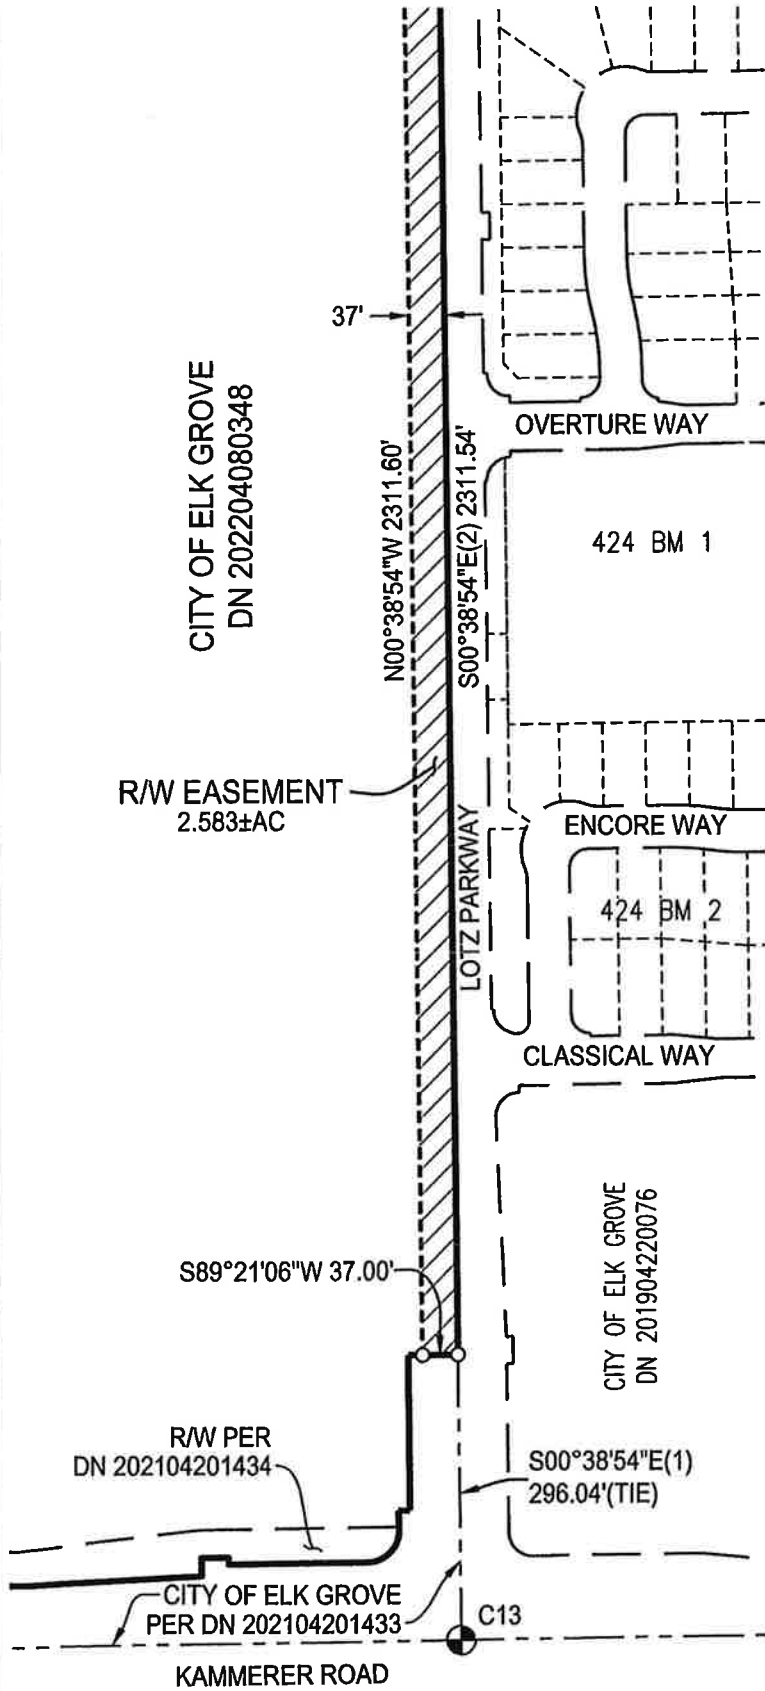 37'
OVERTURE WAY
CITY OF ELK GROVE
DN 202204080348
N00°38'54"W 2311.60'
S00°38'54"E(2) 2311.54'
424 BM 1
R/W EASEMENT
2.583±AC
LOTZ PARKWAY
ENCORE WAY
424 BM 2
CLASSICAL WAY
CITY OF ELK GROVE
DN 201904220076
S89°21'06"W 37.00'
R/W PER
DN 202104201434
S00°38'54"E(1)
296.04'(TIE)
CITY OF ELK GROVE
PER DN 202104201433
C13
KAMMERER ROAD